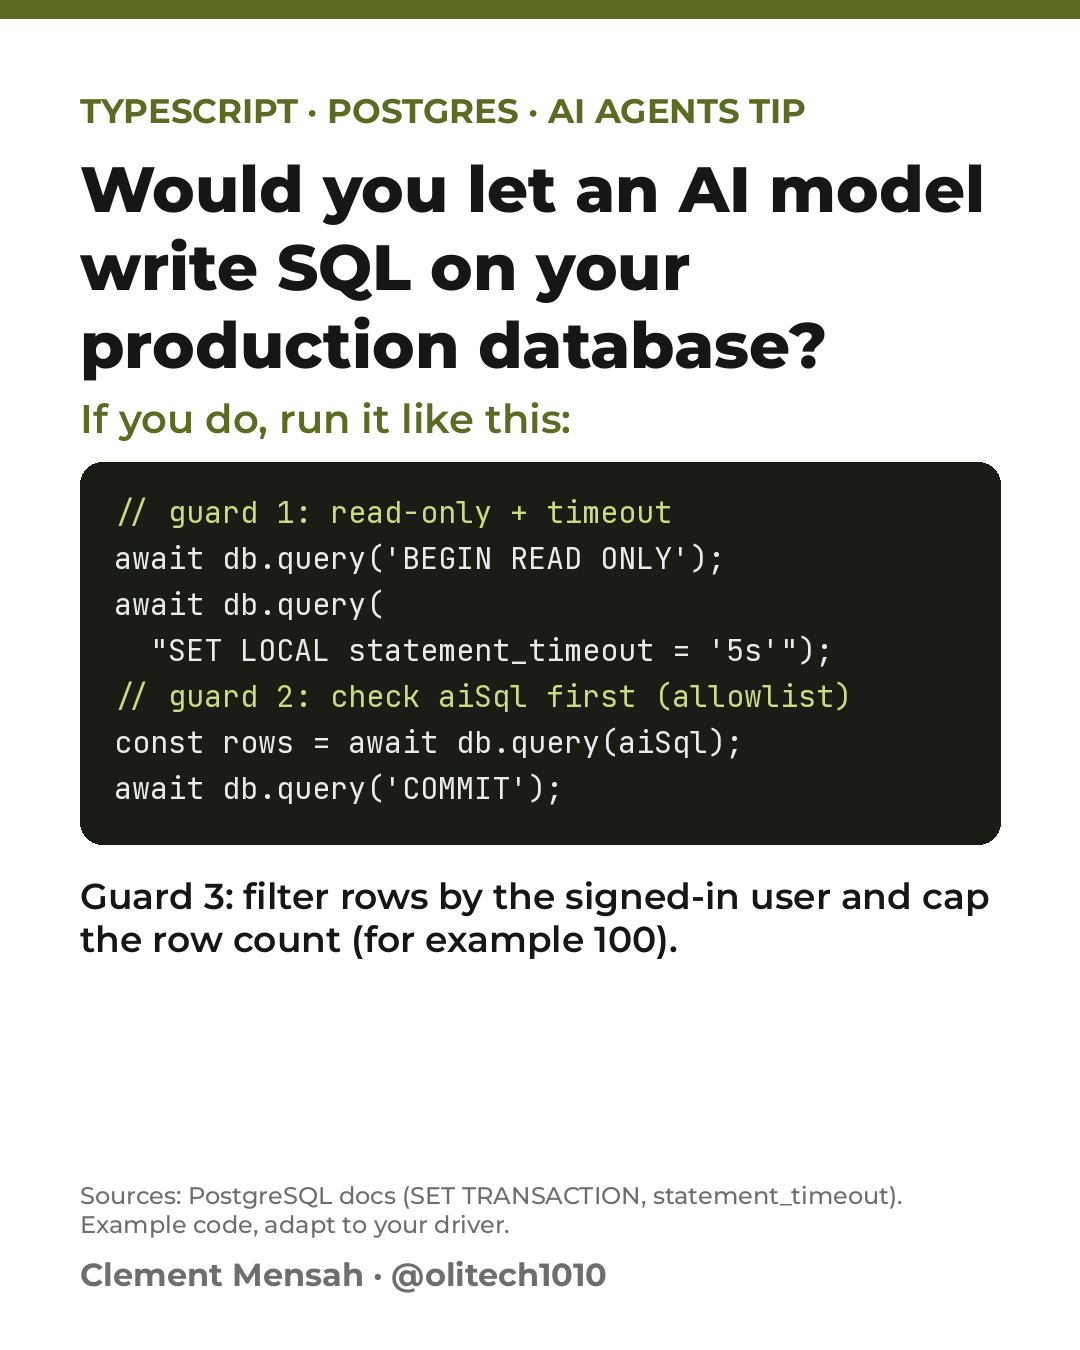 TYPESCRIPT · POSTGRES · AI AGENTS TIP
Would you let an AI model
write SQL on your
production database?
If you do, run it like this:
// guard 1: read-only + timeout
await db.query('BEGIN READ ONLY');
await db.query(
  "SET LOCAL statement_timeout = '5s'");
// guard 2: check aiSql first (allowlist)
const rows = await db.query(aiSql);
await db.query('COMMIT');
Guard 3: filter rows by the signed-in user and cap
the row count (for example 100).
Sources: PostgreSQL docs (SET TRANSACTION, statement_timeout).
Example code, adapt to your driver.
Clement Mensah · @olitech1010